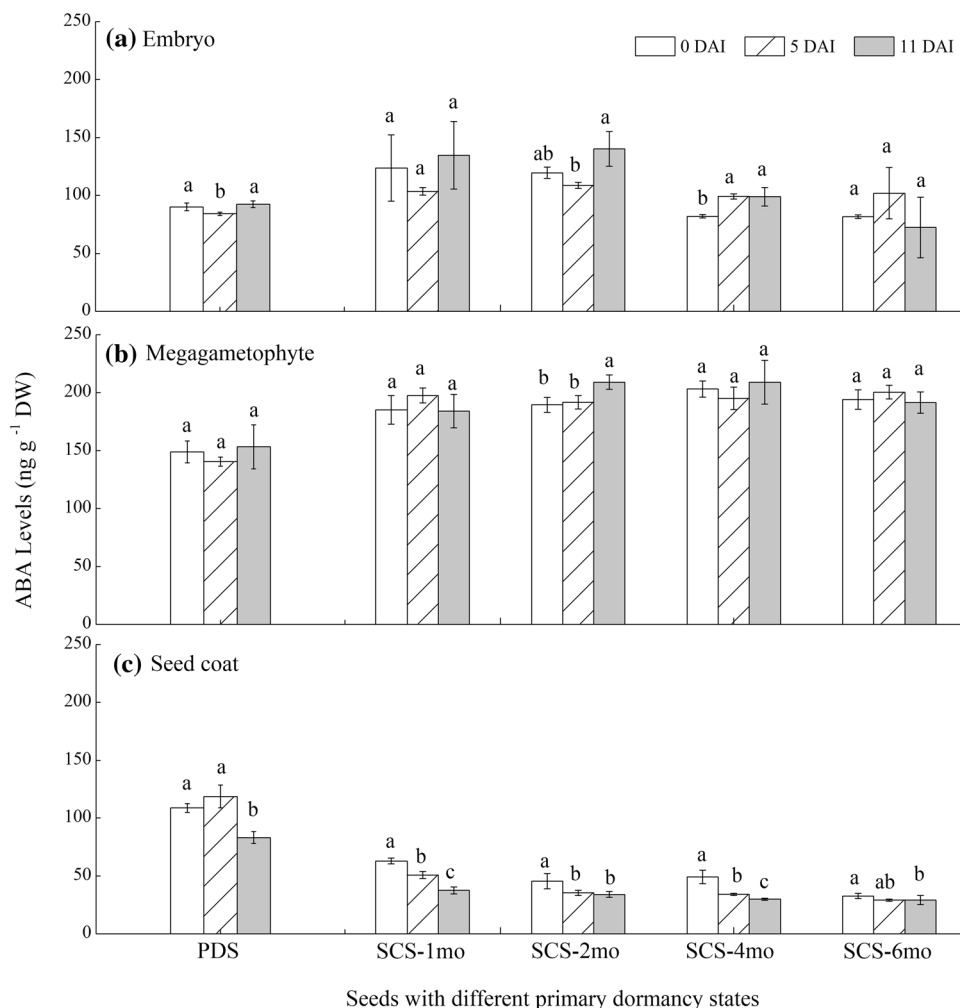 (a) Embryo
0 DAI 5 DAI 11 DAI
250
200
150
100
50
0
a b a
a a a
ab b a
b a a
a a a
(b) Megagametophyte
250
200
150
100
50
0
a a a
a a a
b b a
a a a
a a a
(c) Seed coat
250
200
150
100
50
0
a a b
a b c
a b b
a b c
a ab b
ABA Levels (ng g -1 DW)
PDS SCS-1mo SCS-2mo SCS-4mo SCS-6mo
Seeds with different primary dormancy states